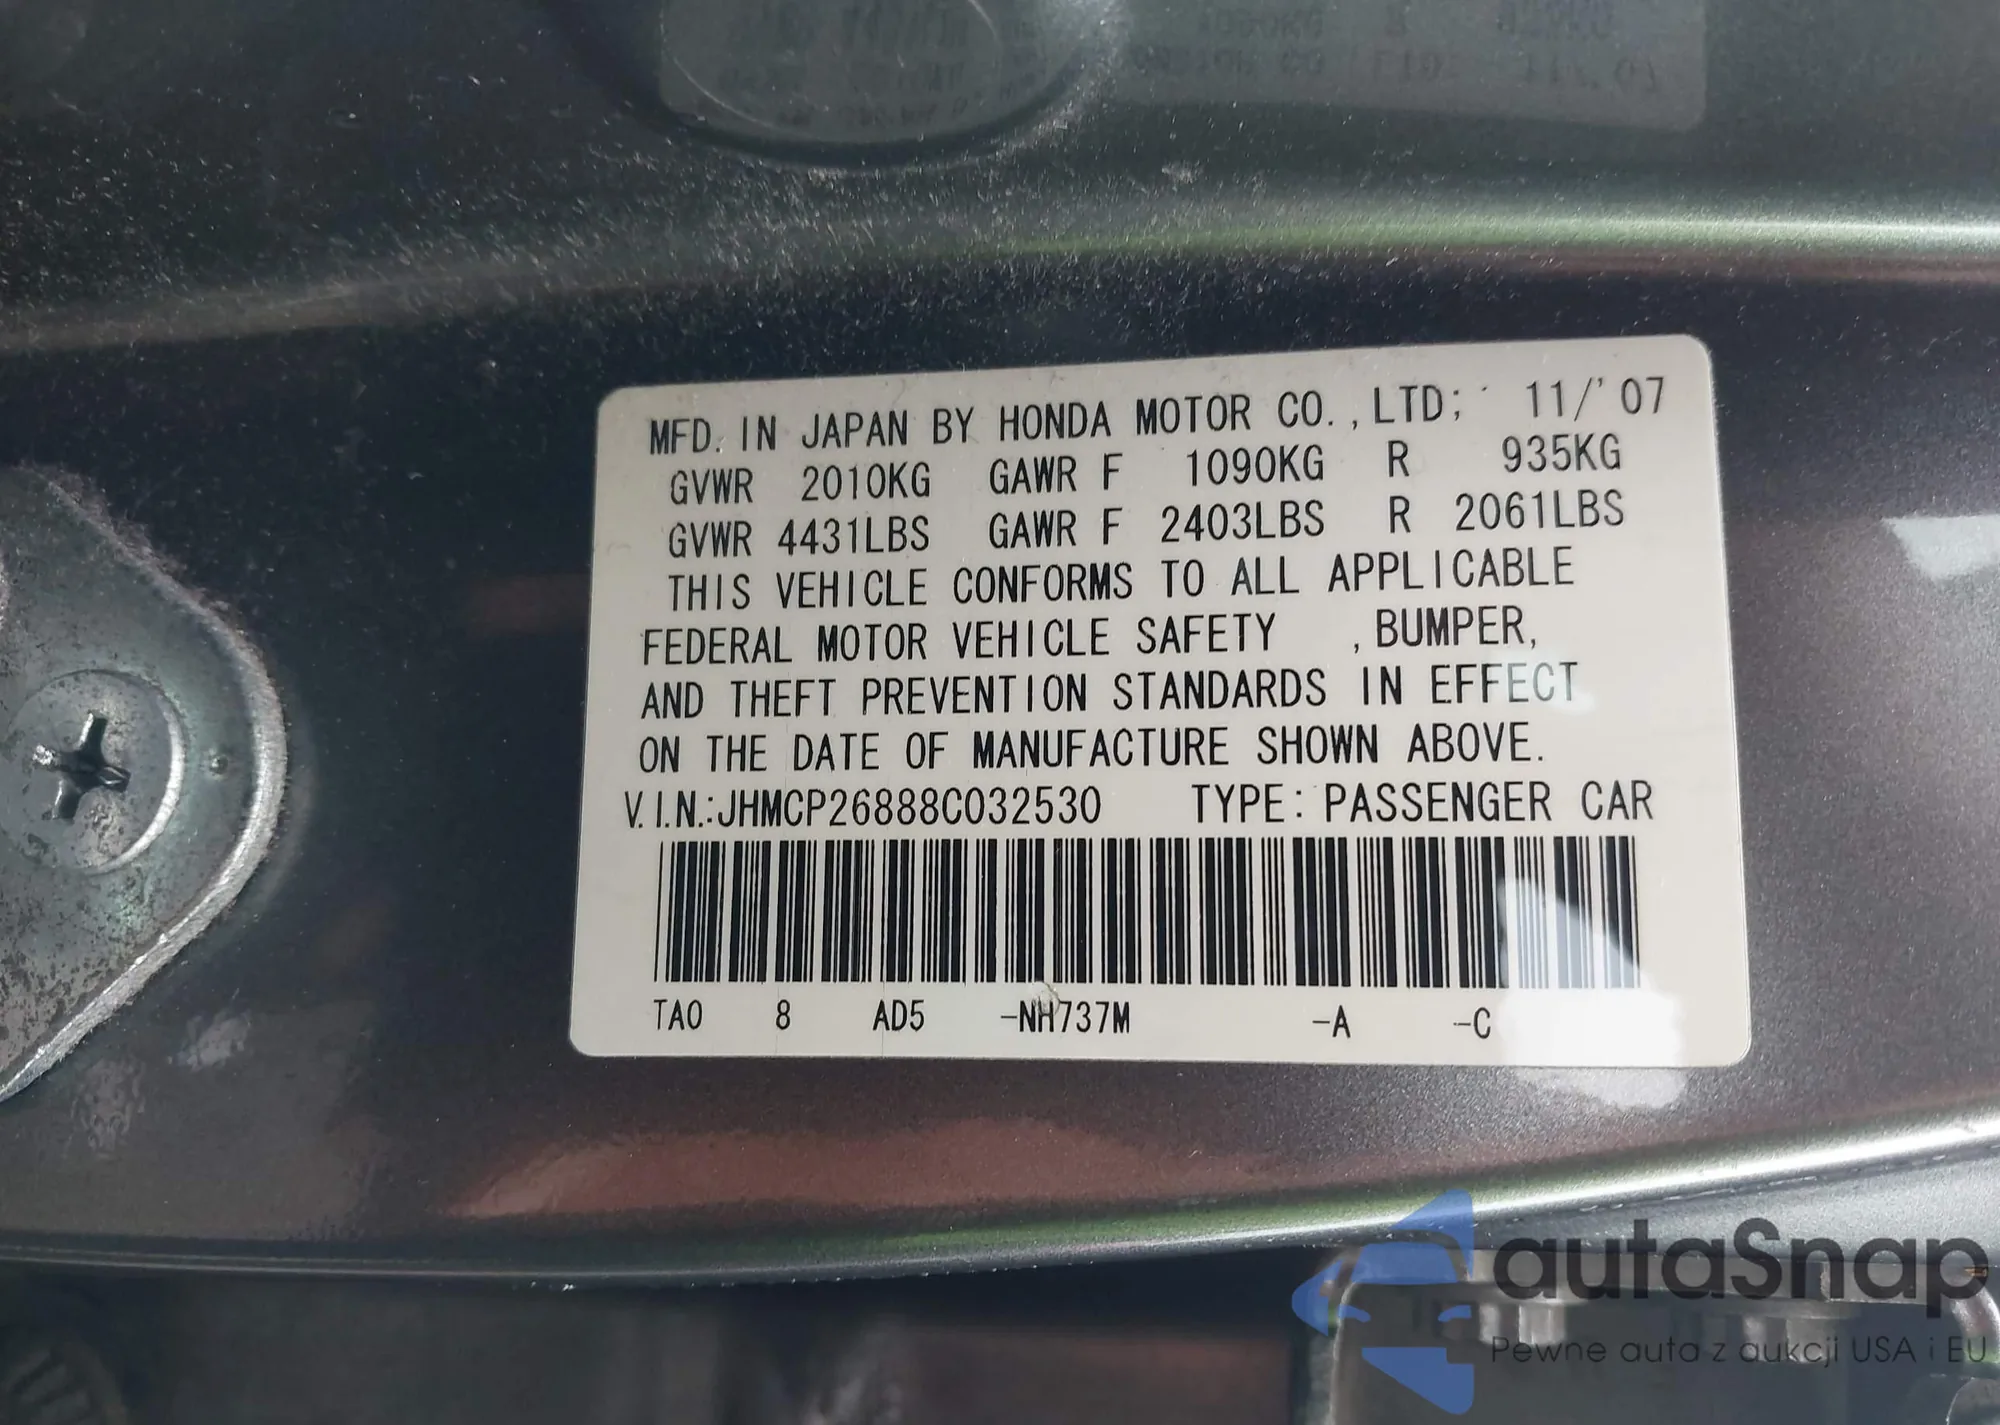 MFD. IN JAPAN BY HONDA MOTOR CO.,LTD; 11/'07
GVWR 2010KG GAWR F 1090KG R 935KG
GVWR 4431LBS GAWR F 2403LBS R 2061LBS
THIS VEHICLE CONFORMS TO ALL APPLICABLE
FEDERAL MOTOR VEHICLE SAFETY , BUMPER,
AND THEFT PREVENTION STANDARDS IN EFFECT
ON THE DATE OF MANUFACTURE SHOWN ABOVE.
V.I.N.:JHMCP26888C032530 TYPE: PASSENGER CAR
TA0 8 AD5 -NH737M -A -C
autaSnap
Pewne auta z aukcji USA i EU